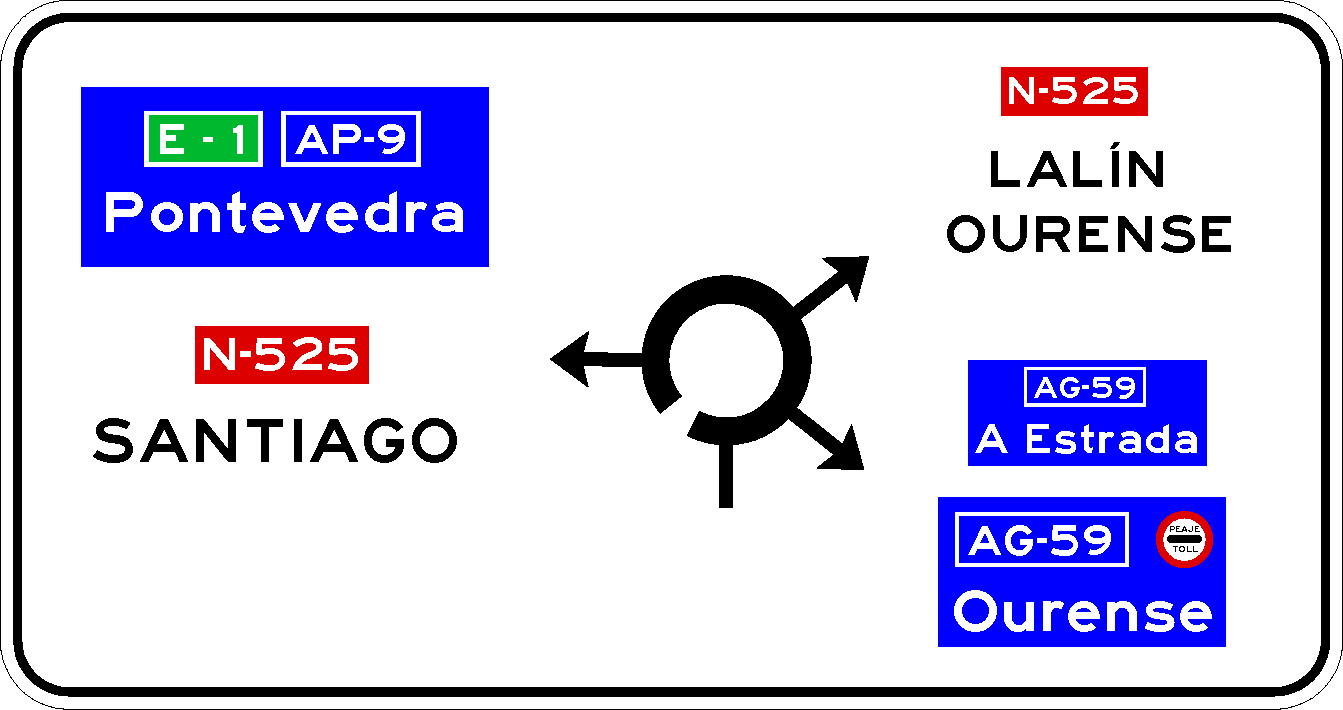 E - 1 AP-9
Pontevedra
N-525
SANTIAGO
N-525
LALÍN
OURENSE
AG-59
A Estrada
AG-59 PEAJE TOLL
Ourense